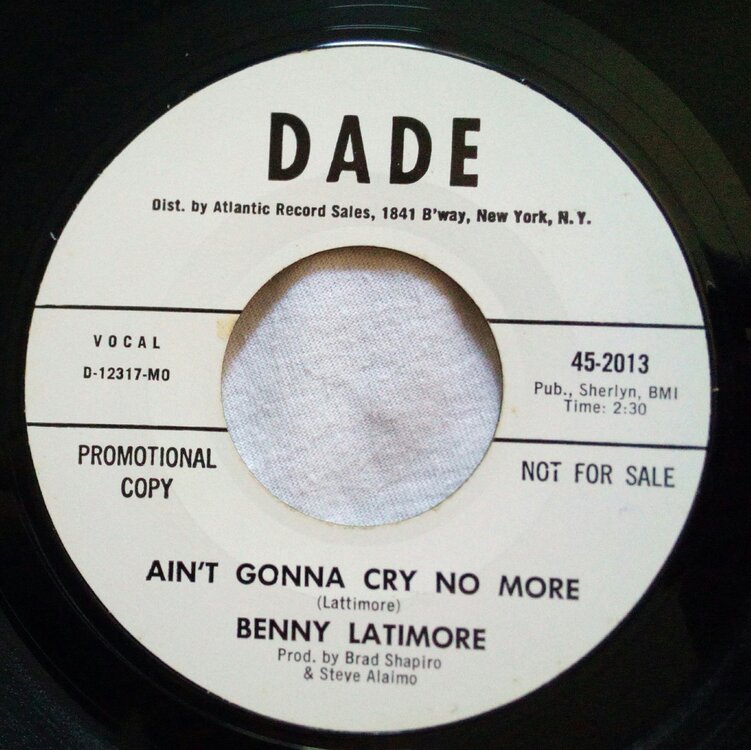 DADE
Dist. by Atlantic Record Sales, 1841 B'way, New York, N.Y.
VOCAL
D-12317-MO
45-2013
Pub., Sherlyn, BMI
Time: 2:30
PROMOTIONAL
COPY
NOT FOR SALE
AIN'T GONNA CRY NO MORE
(Lattimore)
BENNY LATIMORE
Prod. by Brad Shapiro
& Steve Alaimo